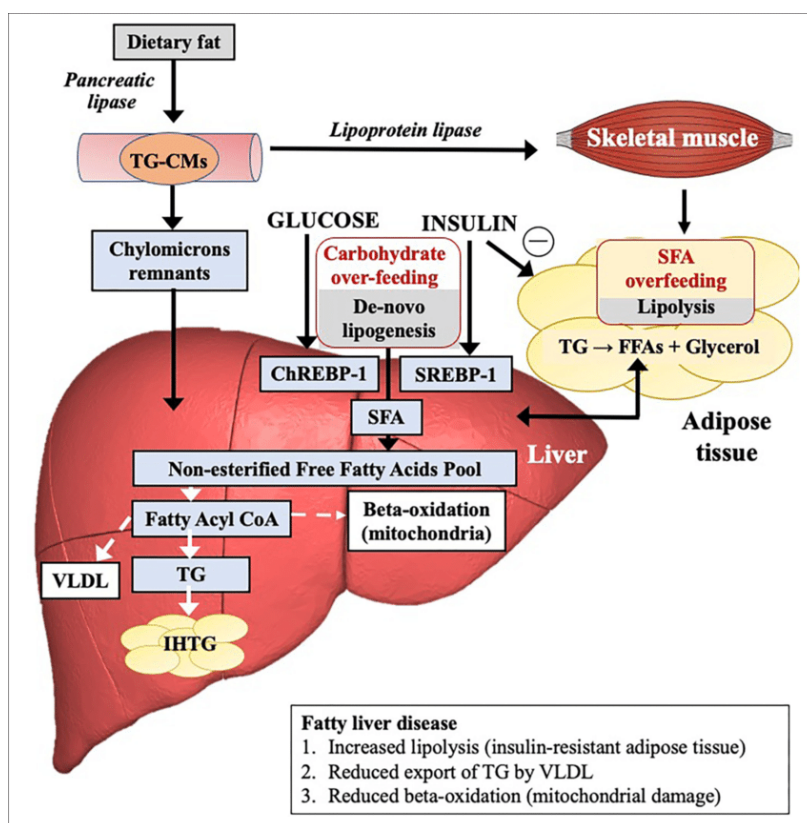 Dietary fat
Pancreatic
lipase
Lipoprotein lipase
TG-CMs
Skeletal muscle
Chylomicrons
remnants
GLUCOSE
INSULIN
Carbohydrate
over-feeding
De-novo
lipogenesis
SFA
overfeeding
Lipolysis
TG → FFAs + Glycerol
ChREBP-1
SREBP-1
SFA
Adipose
tissue
Liver
Non-esterified Free Fatty Acids Pool
Fatty Acyl CoA
Beta-oxidation
(mitochondria)
VLDL
TG
IHTG
Fatty liver disease
1. Increased lipolysis (insulin-resistant adipose tissue)
2. Reduced export of TG by VLDL
3. Reduced beta-oxidation (mitochondrial damage)